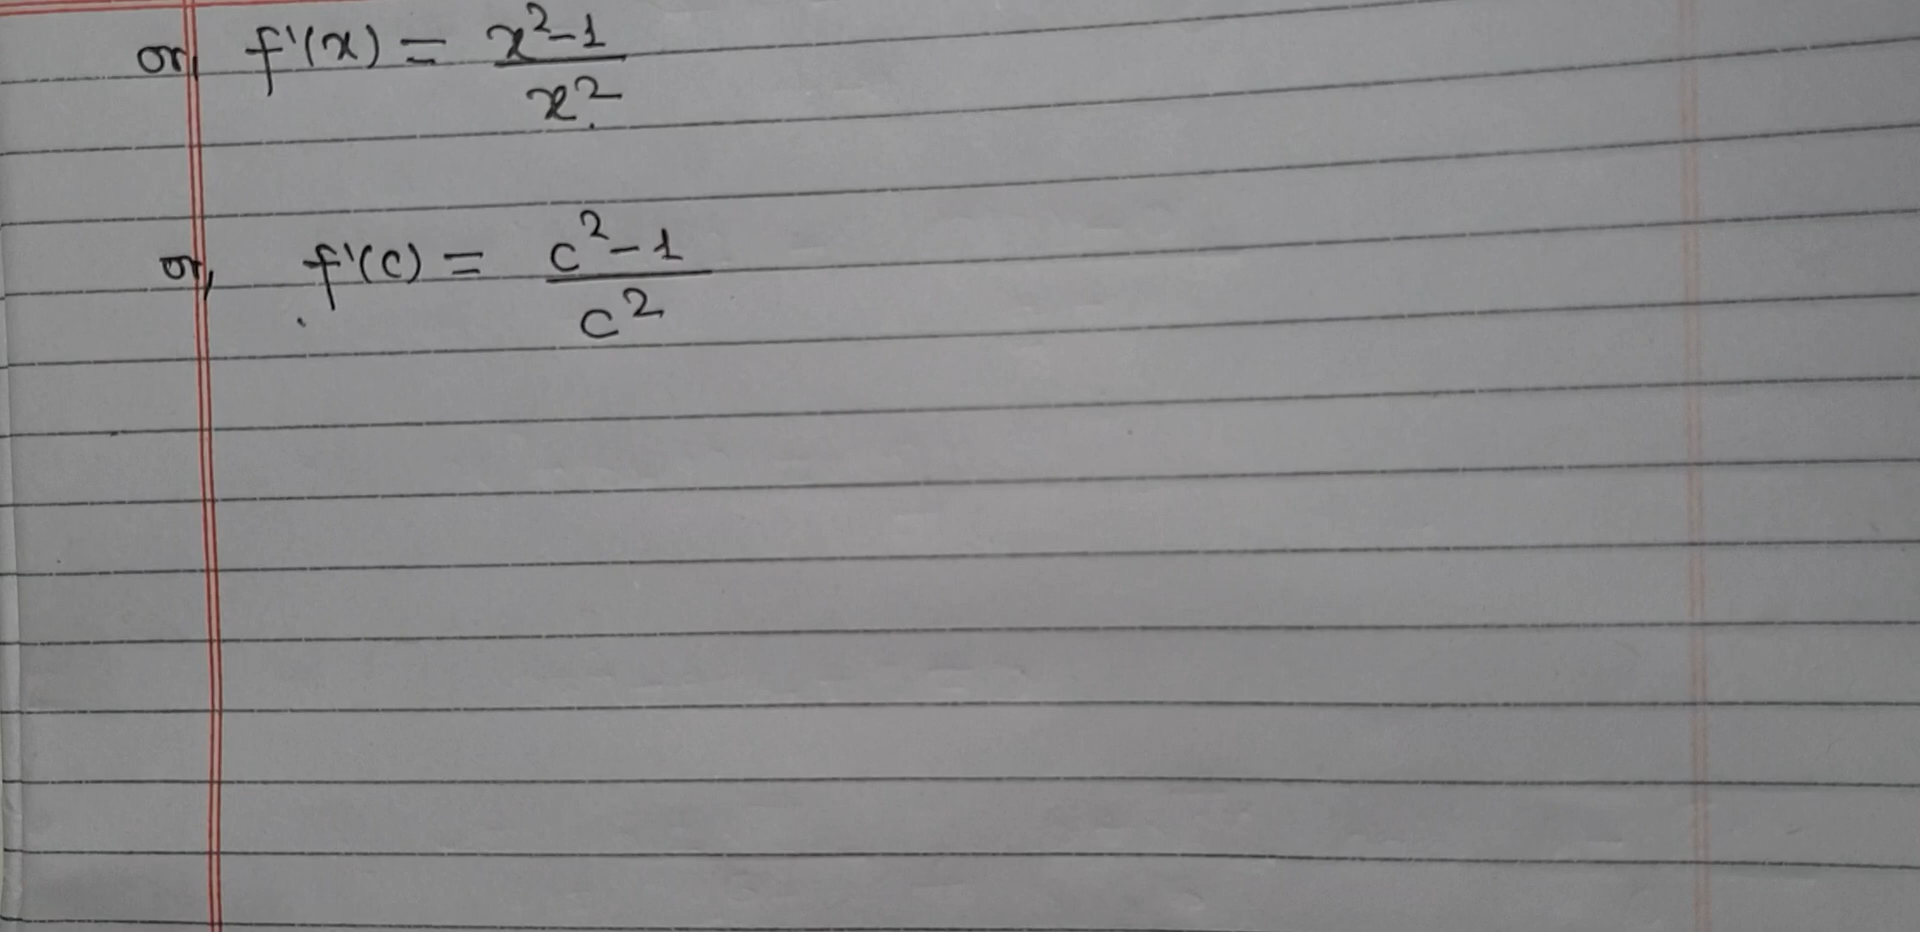 or, f'(x) = x²-1 / x²
or, f'(c) = c²-1 / c²